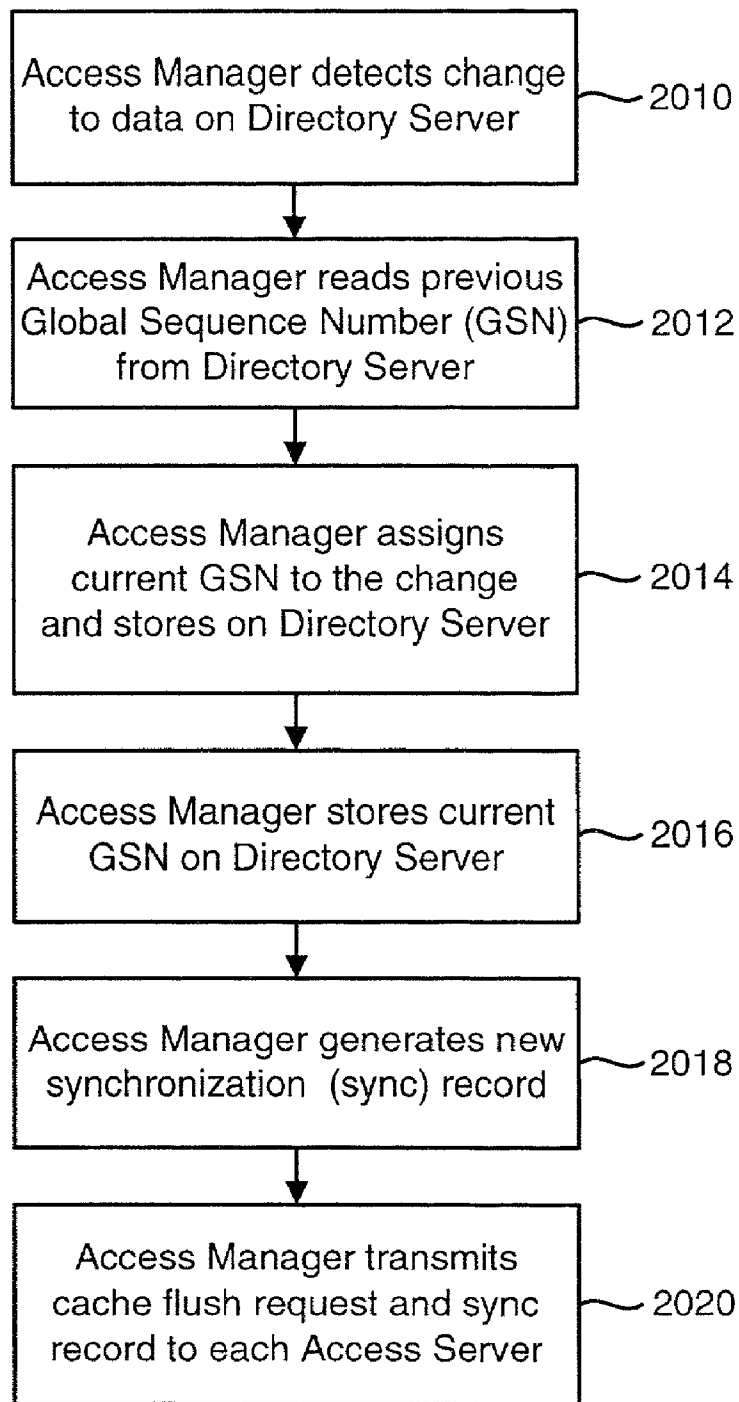 Access Manager detects change
to data on Directory Server
2010
Access Manager reads previous
Global Sequence Number (GSN)
from Directory Server
2012
Access Manager assigns
current GSN to the change
and stores on Directory Server
2014
Access Manager stores current
GSN on Directory Server
2016
Access Manager generates new
synchronization (sync) record
2018
Access Manager transmits
cache flush request and sync
record to each Access Server
2020